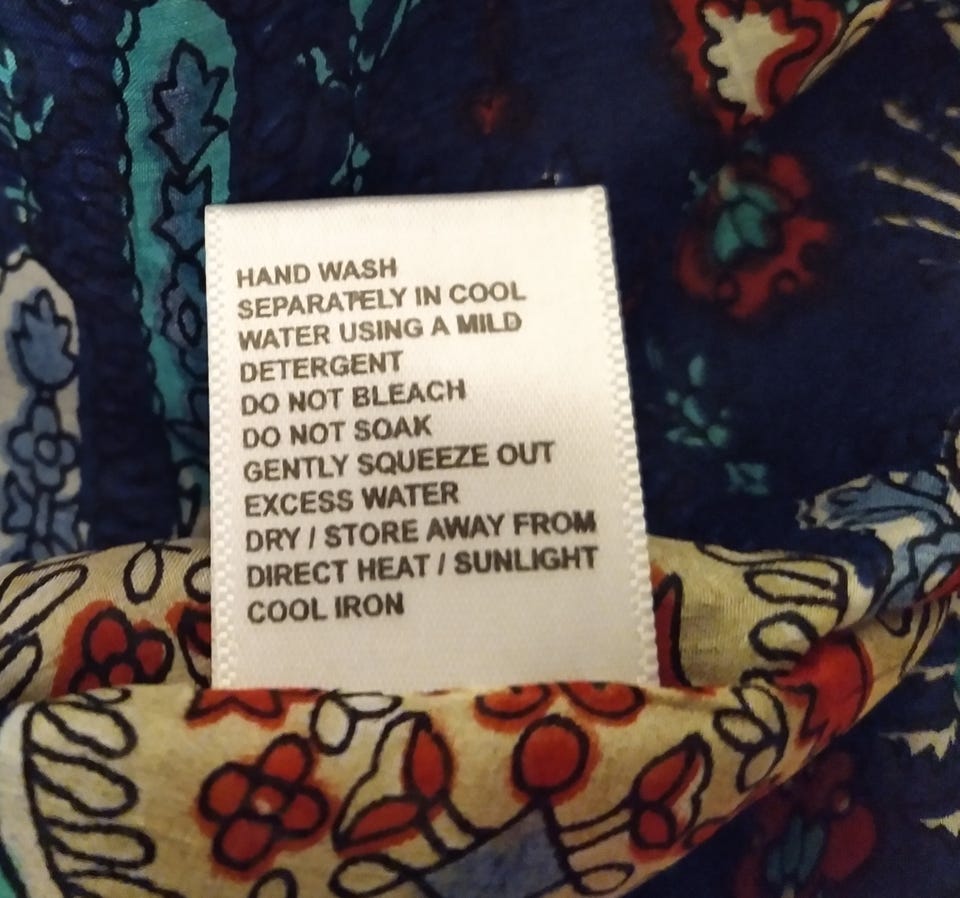 HAND WASH
SEPARATELY IN COOL
WATER USING A MILD
DETERGENT
DO NOT BLEACH
DO NOT SOAK
GENTLY SQUEEZE OUT
EXCESS WATER
DRY / STORE AWAY FROM
DIRECT HEAT / SUNLIGHT
COOL IRON